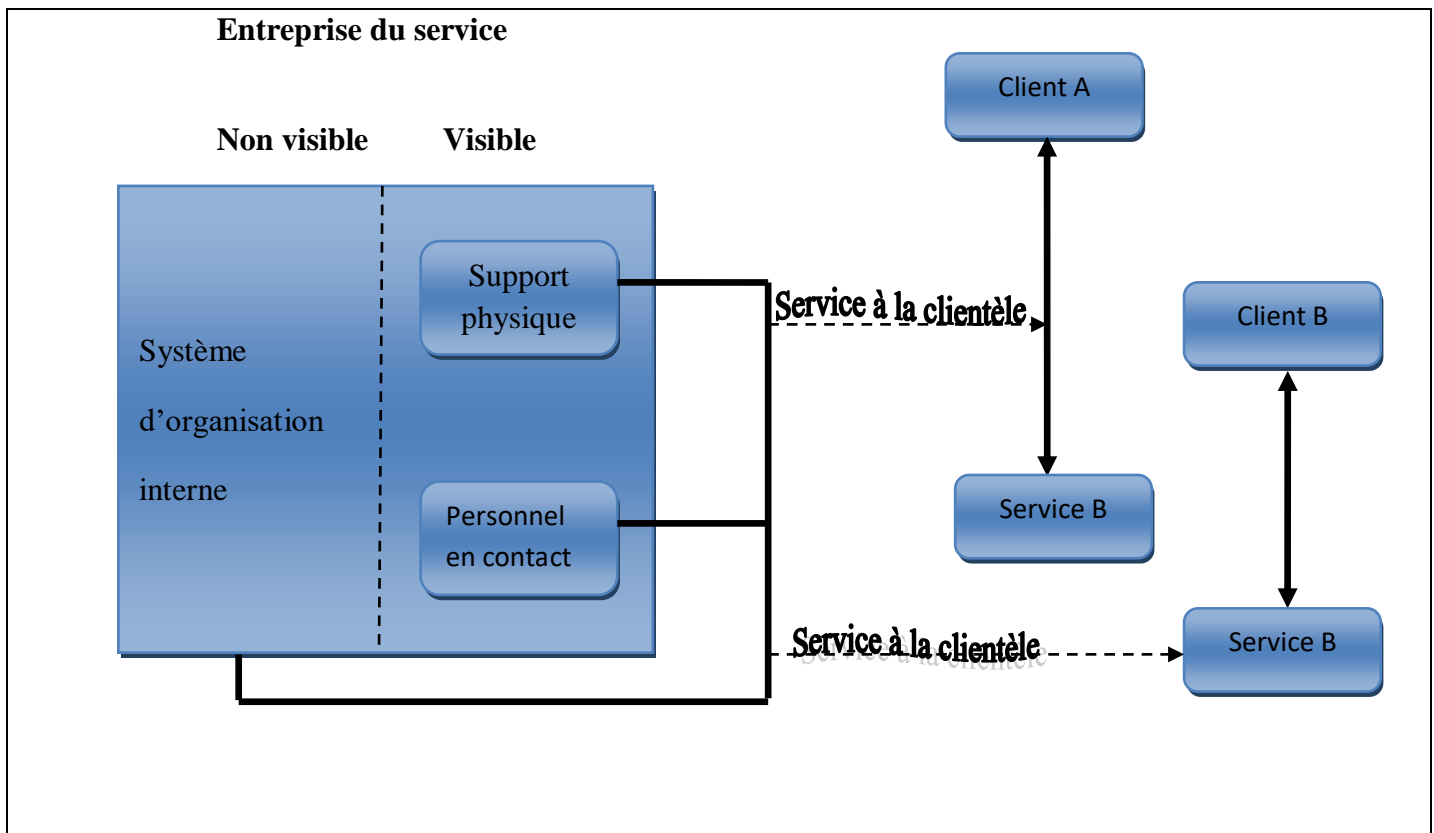 Entreprise du service
Non visible
Visible
Système
d'organisation
interne
Support
physique
Personnel
en contact
Service à la clientèle
Service à la clientèle
Client A
Service B
Client B
Service B